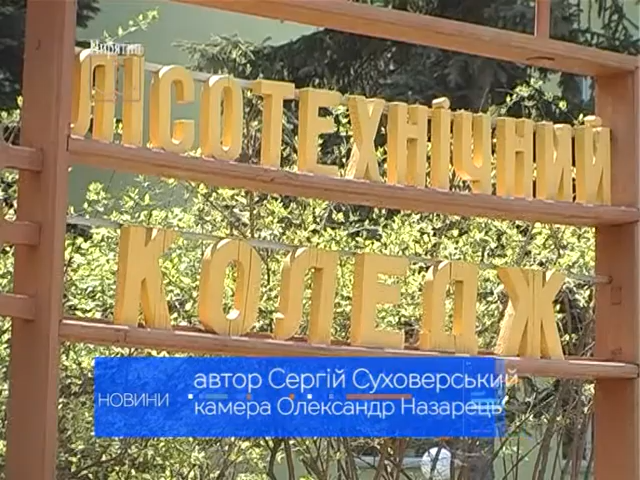 ЛІСОТЕХНІЧНИЙ
КОЛЕДЖ
НОВИНИ
автор Сергій Суховерський
камера Олександр Назарець